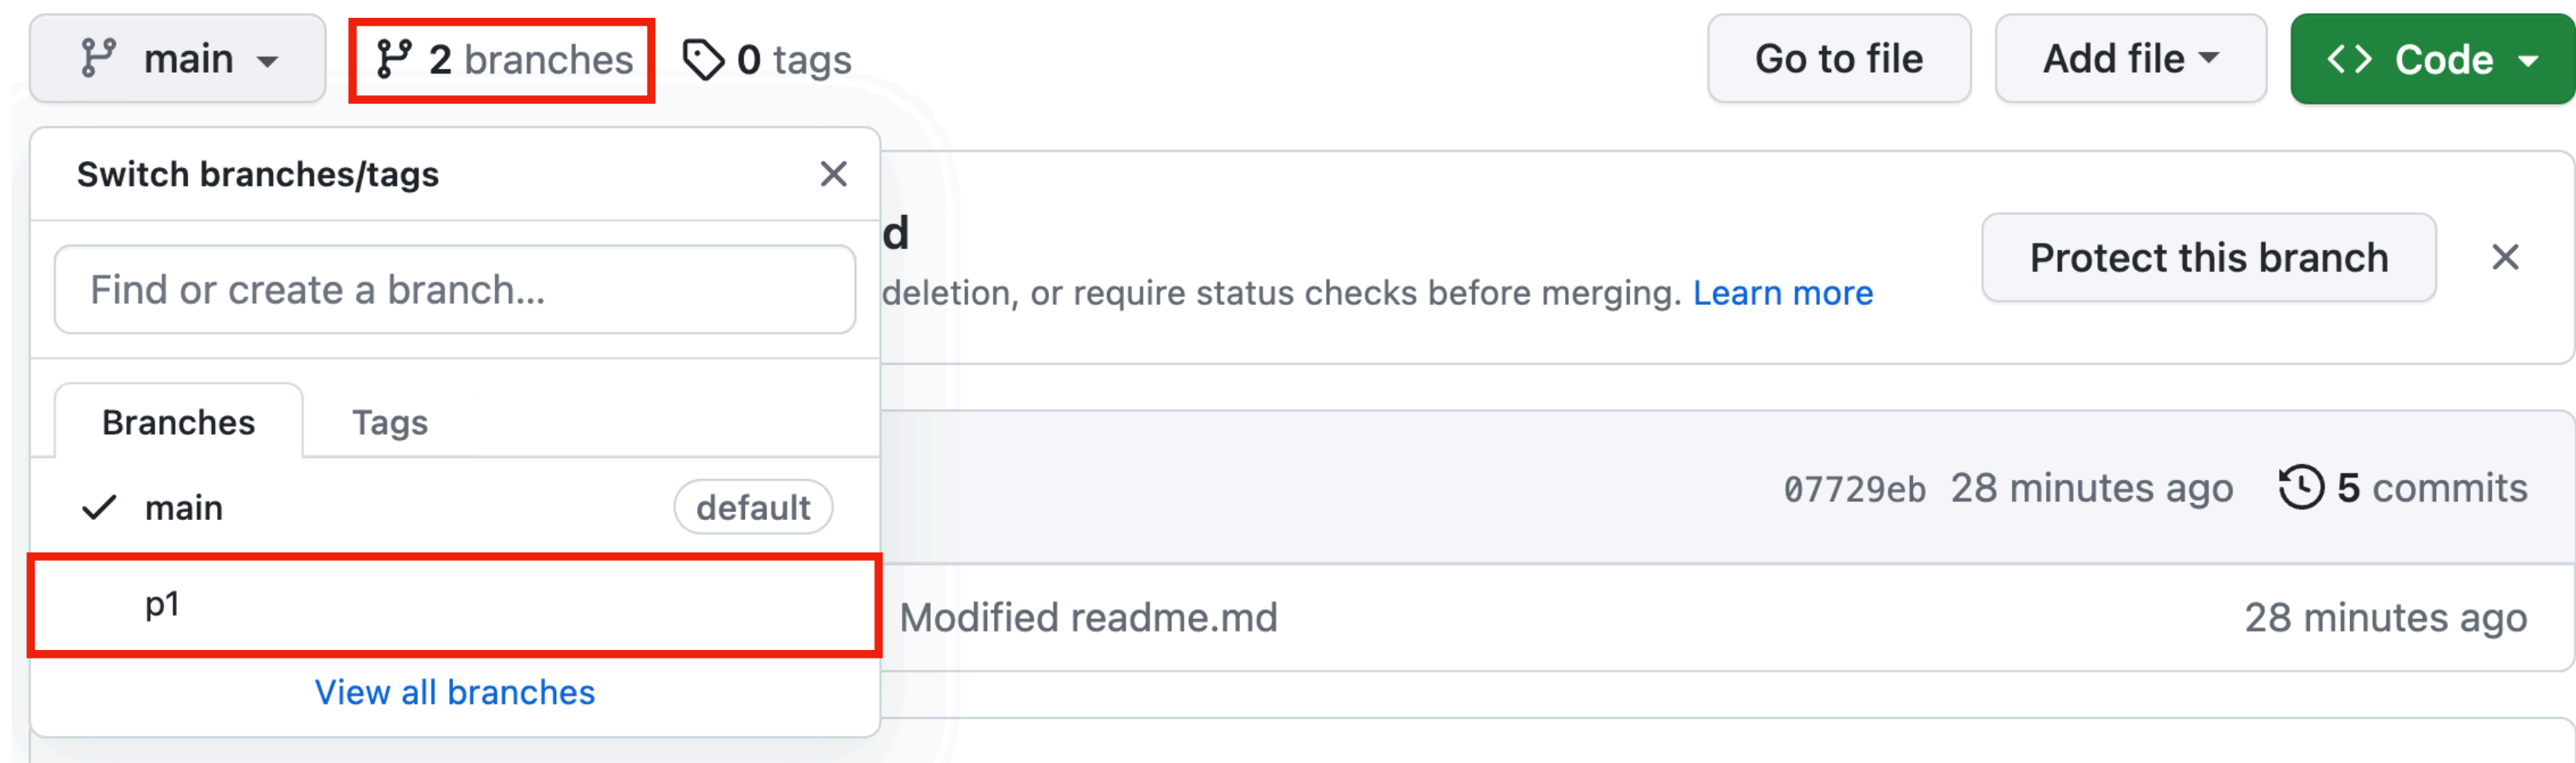 main
2 branches
0 tags
Go to file
Add file
Code
Switch branches/tags
Find or create a branch...
d
deletion, or require status checks before merging. Learn more
Protect this branch
Branches
Tags
main
default
07729eb 28 minutes ago
5 commits
p1
Modified readme.md
28 minutes ago
View all branches